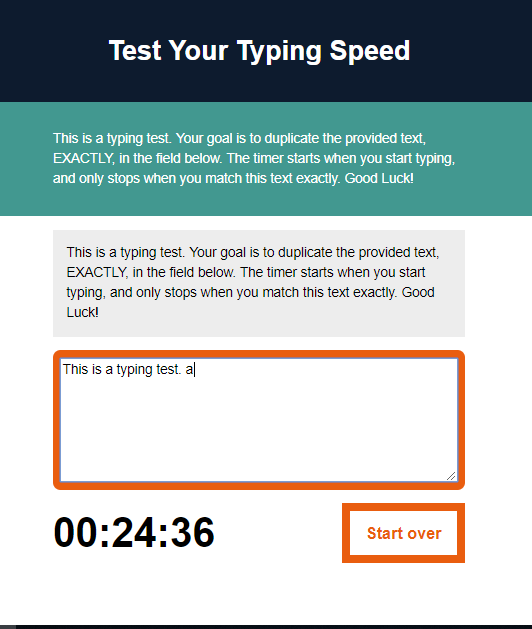 Test Your Typing Speed
This is a typing test. Your goal is to duplicate the provided text,
EXACTLY, in the field below. The timer starts when you start typing,
and only stops when you match this text exactly. Good Luck!
This is a typing test. Your goal is to duplicate the provided text,
EXACTLY, in the field below. The timer starts when you start
typing, and only stops when you match this text exactly. Good
Luck!
This is a typing test. a
00:24:36
Start over